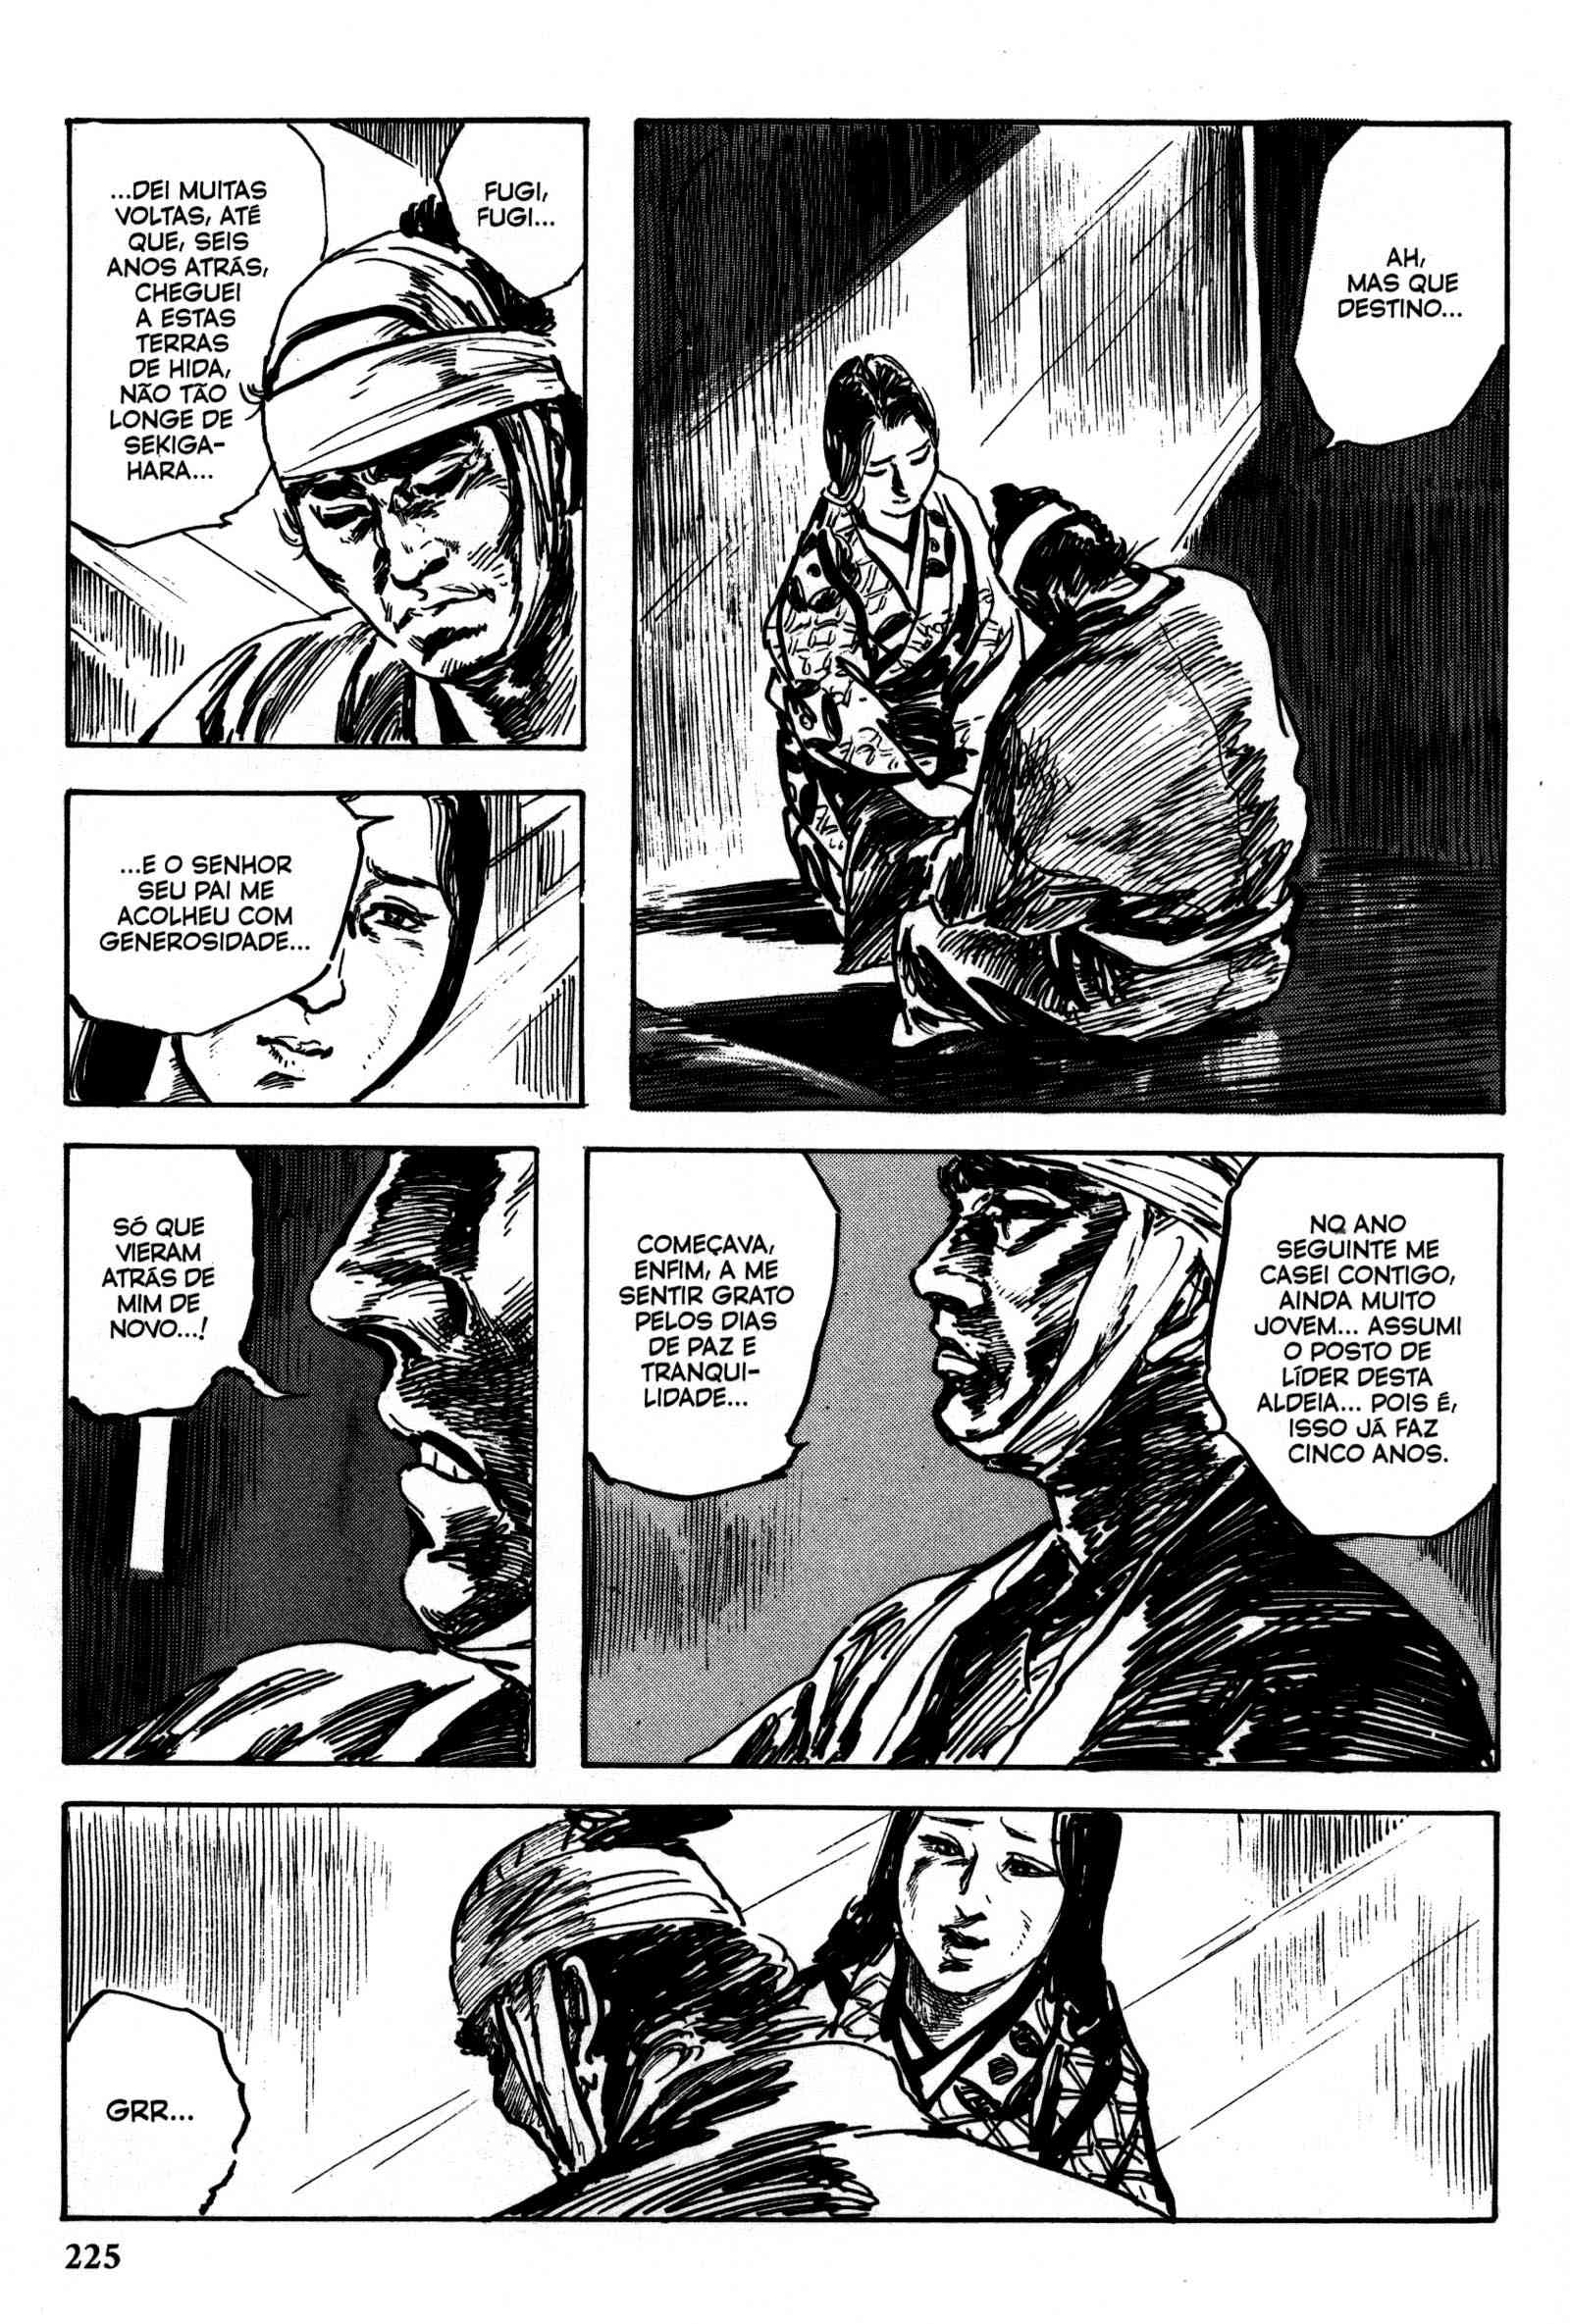 AH,
MAS QUE
DESTINO...
FUGI,
FUGI...
...DEI MUITAS
VOLTAS, ATÉ
QUE, SEIS
ANOS ATRÁS,
CHEGUEI
A ESTAS
TERRAS
DE HIDA,
NÃO TÃO
LONGE DE
SEKIGA-
HARA...
...E O SENHOR
SEU PAI ME
ACOLHEU COM
GENEROSIDADE...
NO ANO
SEGUINTE ME
CASEI CONTIGO,
AINDA MUITO
JOVEM... ASSUMI
O POSTO DE
LÍDER DESTA
ALDEIA... POIS É,
ISSO JÁ FAZ
CINCO ANOS.
COMEÇAVA,
ENFIM, A ME
SENTIR GRATO
PELOS DIAS
DE PAZ E
TRANQUI-
LIDADE...
SÓ QUE
VIERAM
ATRÁS DE
MIM DE
NOVO...!
GRR...
225